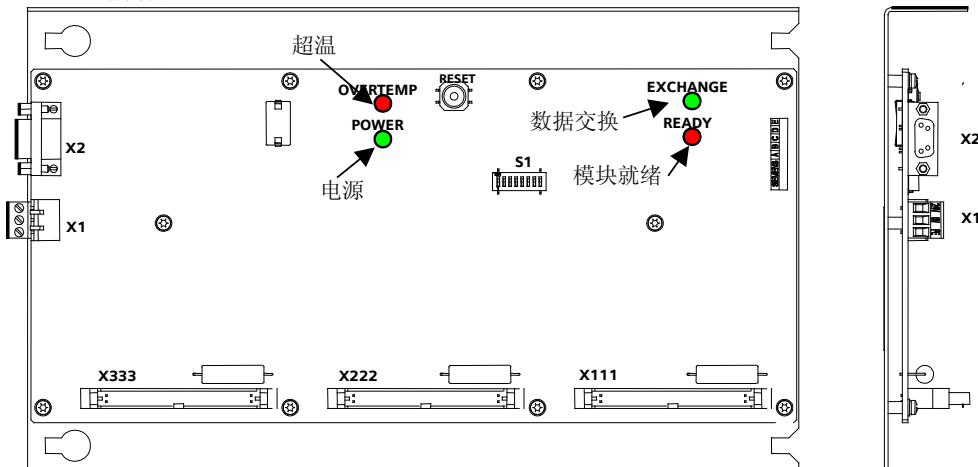 超温
OVERTEMP
RESET
EXCHANGE
POWER
数据交换
READY
X2
S1
模块就绪
电源
X1
X333
X222
X111
X2
X1